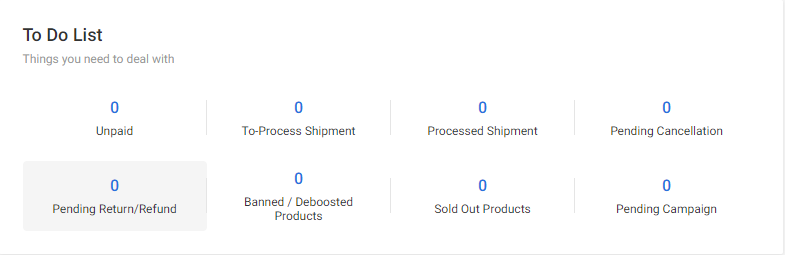 To Do List
Things you need to deal with
0
Unpaid
0
To-Process Shipment
0
Processed Shipment
0
Pending Cancellation
0
Pending Return/Refund
0
Banned / Deboosted
Products
0
Sold Out Products
0
Pending Campaign